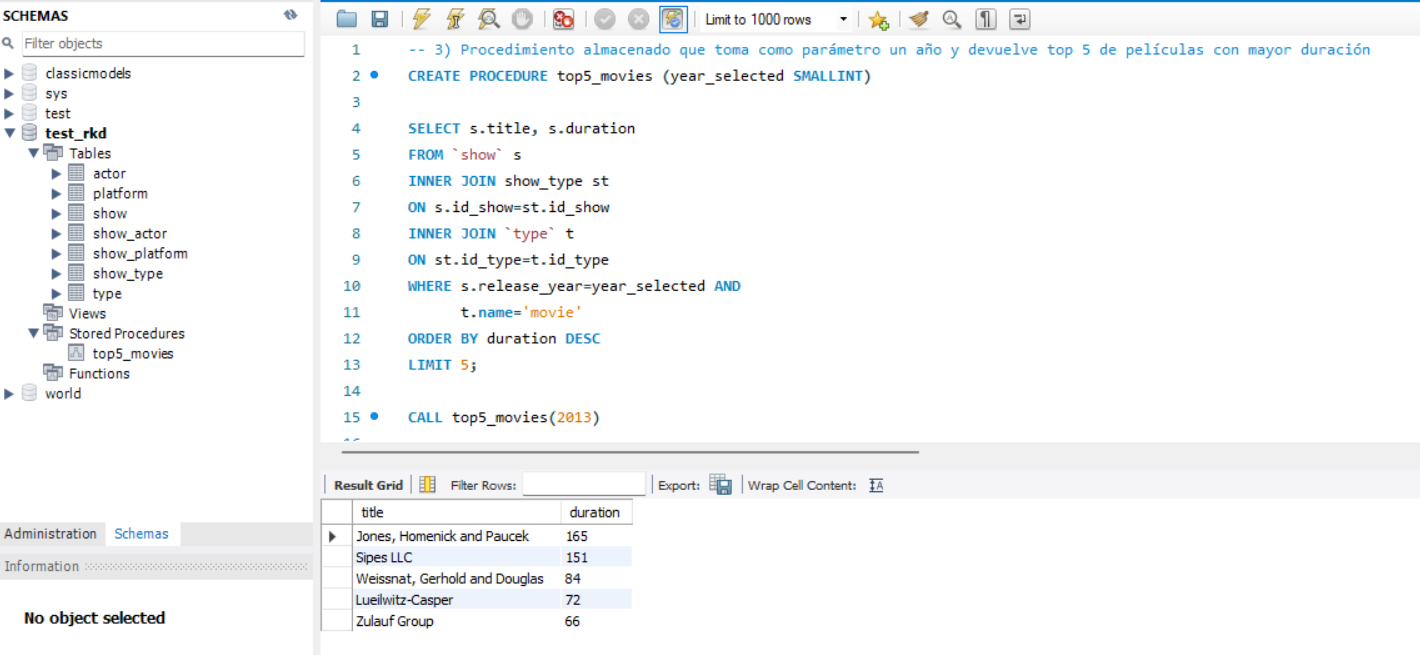 SCHEMAS
Filter objects
classicmodels
sys
test
test_rkd
Tables
actor
platform
show
show_actor
show_platform
show_type
type
Views
Stored Procedures
top5_movies
Functions
world
Administration Schemas
Information
No object selected
Limit to 1000 rows
1 -- 3) Procedimiento almacenado que toma como parámetro un año y devuelve top 5 de películas con mayor duración
2 CREATE PROCEDURE top5_movies (year_selected SMALLINT)
3
4 SELECT s.title, s.duration
5 FROM `show` s
6 INNER JOIN show_type st
7 ON s.id_show=st.id_show
8 INNER JOIN `type` t
9 ON st.id_type=t.id_type
10 WHERE s.release_year=year_selected AND
11 t.name='movie'
12 ORDER BY duration DESC
13 LIMIT 5;
14
15 CALL top5_movies(2013)
Result Grid Filter Rows: Export: Wrap Cell Content:
title duration
Jones, Homenick and Paucek 165
Sipes LLC 151
Weissnat, Gerhold and Douglas 84
Lueilwitz-Casper 72
Zulauf Group 66